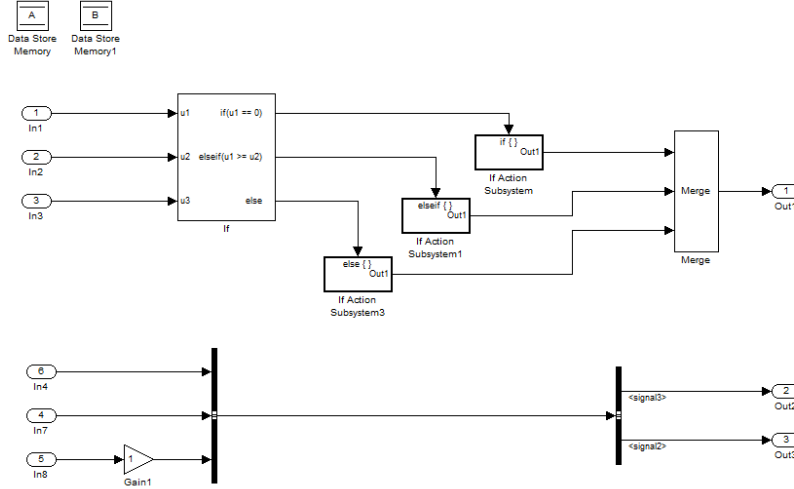 A
B
Data Store
Memory
Data Store
Memory1
1
In1
2
In2
3
In3
u1
if(u1 == 0)
u2
elseif(u1 >= u2)
u3
else
If
if { }
Out1
If Action
Subsystem
elseif { }
Out1
If Action
Subsystem1
else { }
Out1
If Action
Subsystem3
Merge
Merge
1
Out1
6
In4
4
In7
5
In8
1
Gain1
<signal3>
<signal2>
2
Out2
3
Out3